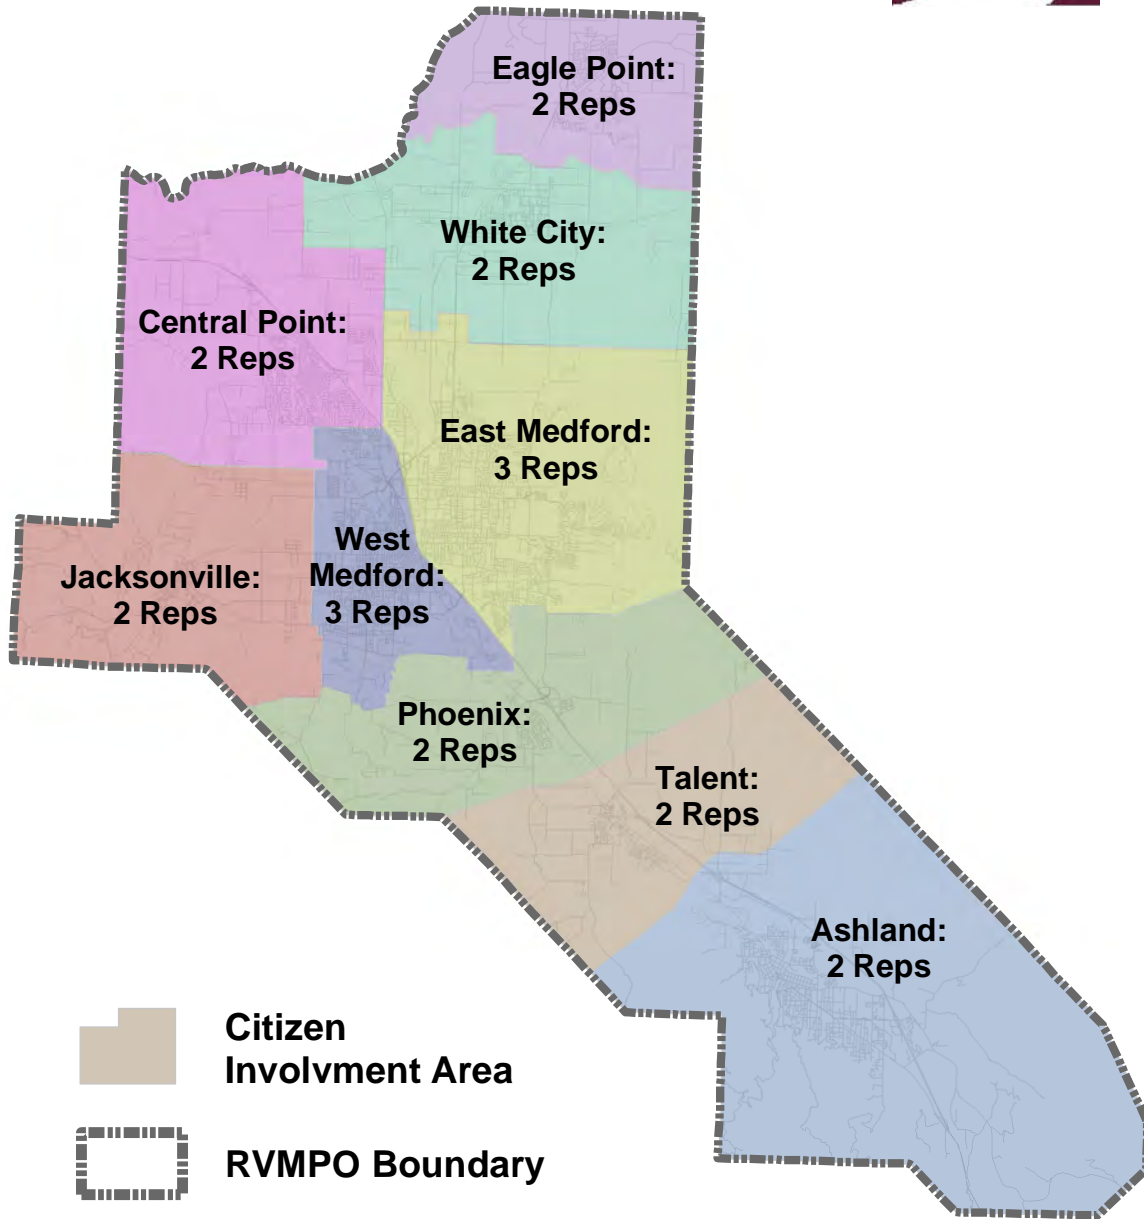 Eagle Point:
2 Reps
White City:
2 Reps
Central Point:
2 Reps
East Medford:
3 Reps
West
Medford:
3 Reps
Jacksonville:
2 Reps
Phoenix:
2 Reps
Talent:
2 Reps
Ashland:
2 Reps
Citizen
Involvment Area
RVMPO Boundary